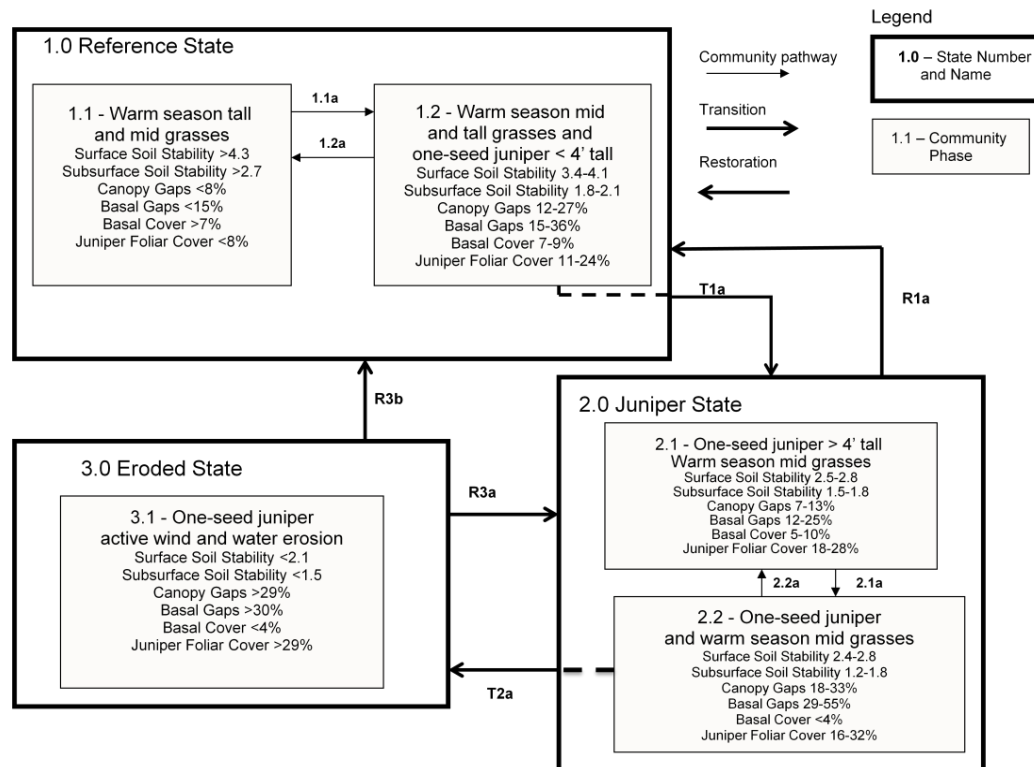 Legend
1.0 Reference State
Community pathway
Transition
Restoration
1.0 – State Number
and Name
1.1 – Community
Phase
1.1 - Warm season tall
and mid grasses
Surface Soil Stability >4.3
Subsurface Soil Stability >2.7
Canopy Gaps <8%
Basal Gaps <15%
Basal Cover >7%
Juniper Foliar Cover <8%
1.1a
1.2a
1.2 - Warm season mid
and tall grasses and
one-seed juniper < 4' tall
Surface Soil Stability 3.4-4.1
Subsurface Soil Stability 1.8-2.1
Canopy Gaps 12-27%
Basal Gaps 15-36%
Basal Cover 7-9%
Juniper Foliar Cover 11-24%
T1a
R1a
R3b
2.0 Juniper State
2.1 - One-seed juniper > 4' tall
Warm season mid grasses
Surface Soil Stability 2.5-2.8
Subsurface Soil Stability 1.5-1.8
Canopy Gaps 7-13%
Basal Gaps 12-25%
Basal Cover 5-10%
Juniper Foliar Cover 18-28%
2.2a
2.1a
2.2 - One-seed juniper
and warm season mid grasses
Surface Soil Stability 2.4-2.8
Subsurface Soil Stability 1.2-1.8
Canopy Gaps 18-33%
Basal Gaps 29-55%
Basal Cover <4%
Juniper Foliar Cover 16-32%
3.0 Eroded State
R3a
3.1 - One-seed juniper
active wind and water erosion
Surface Soil Stability <2.1
Subsurface Soil Stability <1.5
Canopy Gaps >29%
Basal Gaps >30%
Basal Cover <4%
Juniper Foliar Cover >29%
T2a